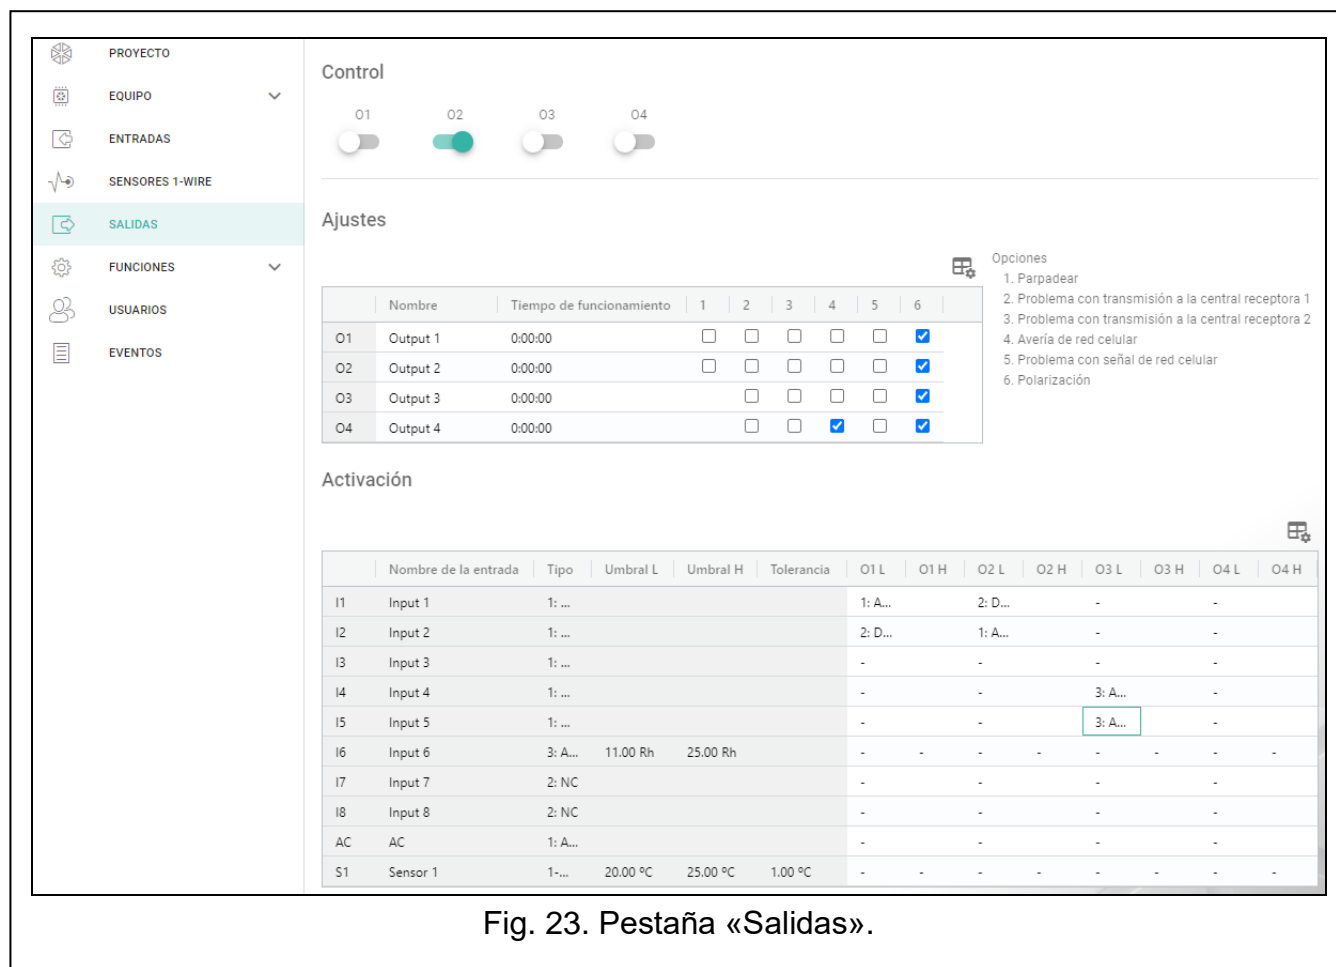 PROYECTO
EQUIPO
ENTRADAS
SENSORES 1-WIRE
SALIDAS
FUNCIONES
USUARIOS
EVENTOS
Control
O1 O2 O3 O4
Ajustes
Opciones
1. Parpadear
2. Problema con transmisión a la central receptora 1
3. Problema con transmisión a la central receptora 2
4. Avería de red celular
5. Problema con señal de red celular
6. Polarización
Nombre Tiempo de funcionamiento 1 2 3 4 5 6
O1 Output 1 0:00:00
O2 Output 2 0:00:00
O3 Output 3 0:00:00
O4 Output 4 0:00:00
Activación
Nombre de la entrada Tipo Umbral L Umbral H Tolerancia O1 L O1 H O2 L O2 H O3 L O3 H O4 L O4 H
I1 Input 1 1: ... 1: A... 2: D... - -
I2 Input 2 1: ... 2: D... 1: A... - -
I3 Input 3 1: ... - - - -
I4 Input 4 1: ... - - 3: A... -
I5 Input 5 1: ... - - 3: A... -
I6 Input 6 3: A... 11.00 Rh 25.00 Rh - - - - - - - -
I7 Input 7 2: NC - - - -
I8 Input 8 2: NC - - - -
AC AC 1: A... - - - -
S1 Sensor 1 1-... 20.00 ºC 25.00 ºC 1.00 ºC - - - - - - - -
Fig. 23. Pestaña «Salidas».